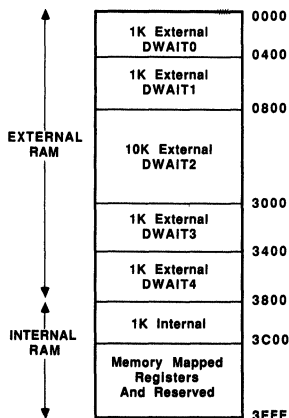 0000
1K External
DWAIT0
0400
1K External
DWAIT1
0800
EXTERNAL
RAM
10K External
DWAIT2
3000
1K External
DWAIT3
3400
1K External
DWAIT4
3800
INTERNAL
RAM
1K Internal
3C00
Memory Mapped
Registers
And Reserved
3FFF